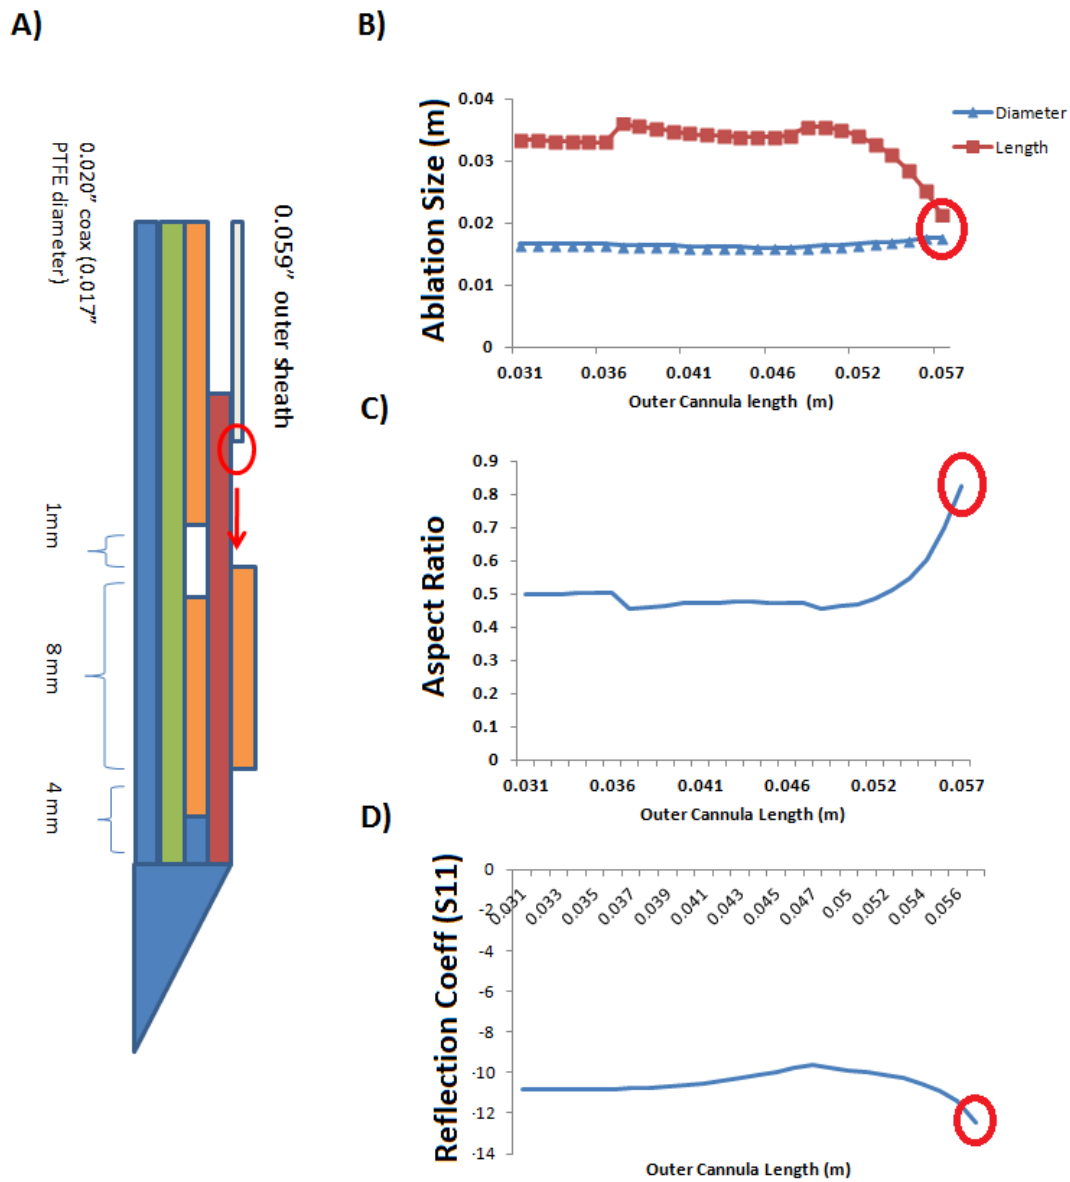 A)
0.020” coax (0.017”
PTFE diameter)
0.059” outer sheath
1mm
8 mm
4 mm
B)
Ablation Size (m)
0.04
0.03
0.02
0.01
0
0.031 0.036 0.041 0.046 0.052 0.057
Outer Cannula length (m)
Diameter
Length
C)
Aspect Ratio
0.9
0.8
0.7
0.6
0.5
0.4
0.3
0.2
0.1
0
0.031 0.036 0.041 0.046 0.052 0.057
Outer Cannula Length (m)
D)
Reflection Coeff (S11)
0
-2
-4
-6
-8
-10
-12
-14
0.031 0.033 0.035 0.037 0.039 0.041 0.043 0.045 0.047 0.05 0.052 0.054 0.056
Outer Cannula Length (m)